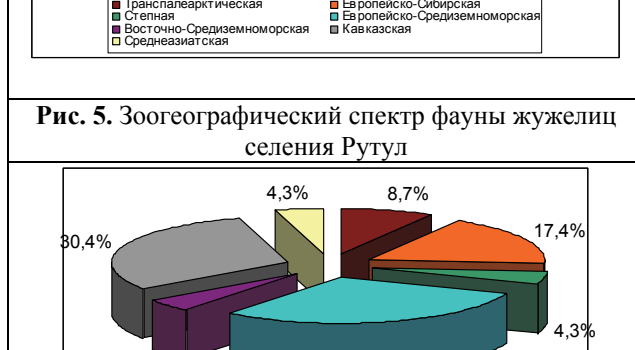 Транспалеарктическая Европейско-Сибирская
Степная Европейско-Средиземноморская
Восточно-Средиземноморская Кавказская
Среднеазиатская
Рис. 5. Зоогеографический спектр фауны жужелиц
селения Рутул
4,3% 8,7%
17,4%
30,4%
4,3%